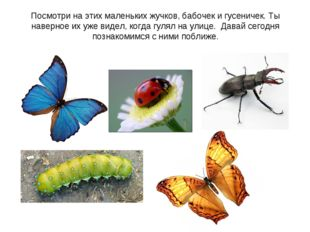 Посмотри на этих маленьких жучков, бабочек и гусеничек. Ты
наверное их уже видел, когда гулял на улице.  Давай сегодня
познакомимся с ними поближе.